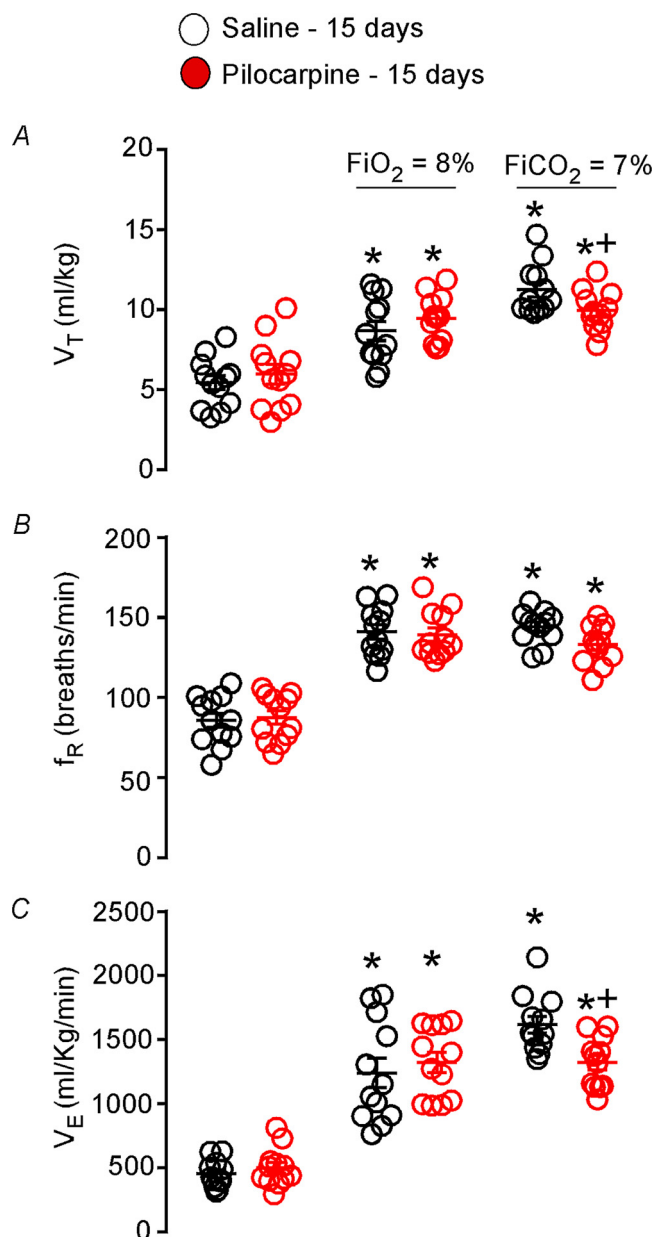 Saline - 15 days
Pilocarpine - 15 days
A
20
15
10
5
0
V_T (ml/kg)
FiO₂ = 8%
FiCO₂ = 7%
*
*
*
*+
B
200
150
100
50
0
f_R (breaths/min)
*
*
*
*
C
2500
2000
1500
1000
500
0
V_E (ml/Kg/min)
*
*
*
*+